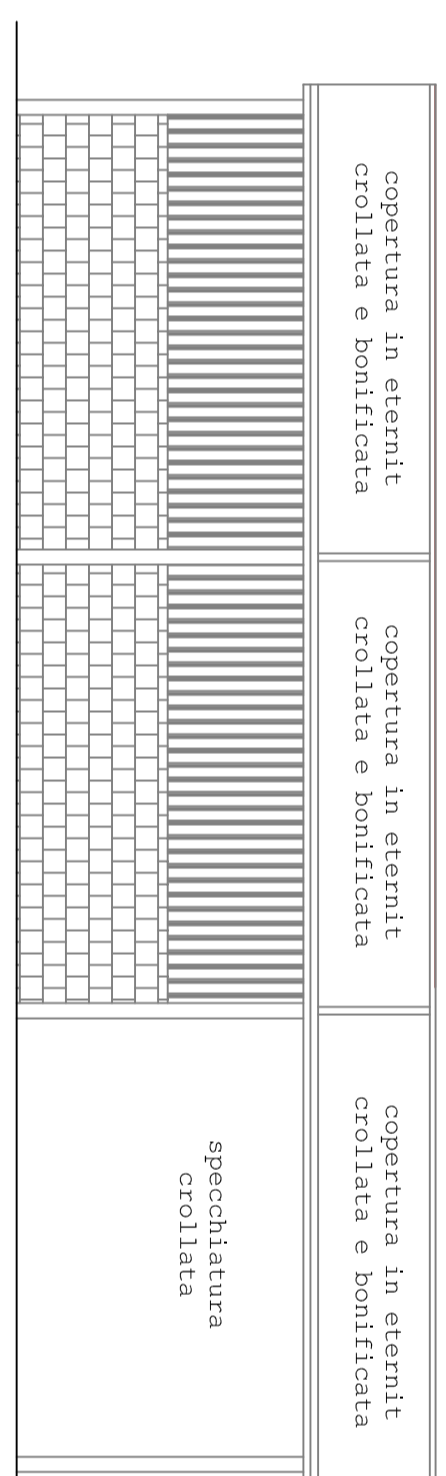 copertura in eternit
crollata e bonificata
copertura in eternit
crollata e bonificata
copertura in eternit
crollata e bonificata
specchiatura
crollata